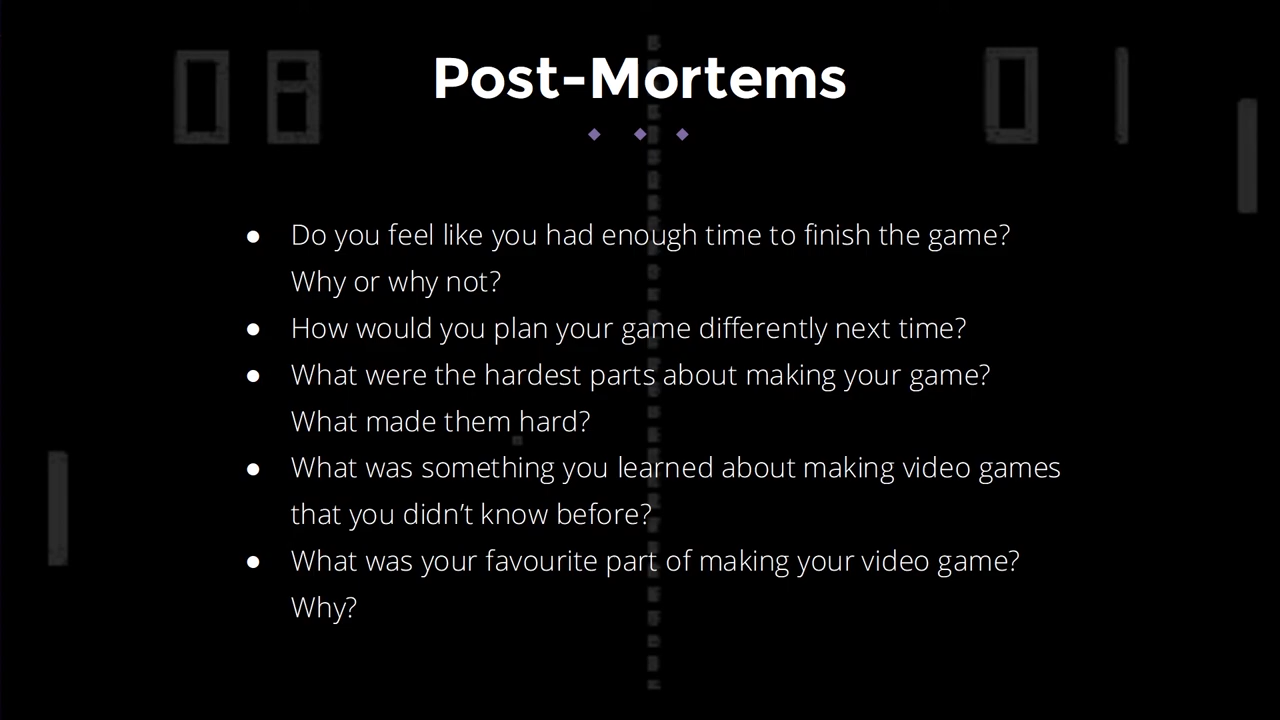 08
01
Post-Mortems
● Do you feel like you had enough time to finish the game?
Why or why not?
● How would you plan your game differently next time?
● What were the hardest parts about making your game?
What made them hard?
● What was something you learned about making video games
that you didn’t know before?
● What was your favourite part of making your video game?
Why?